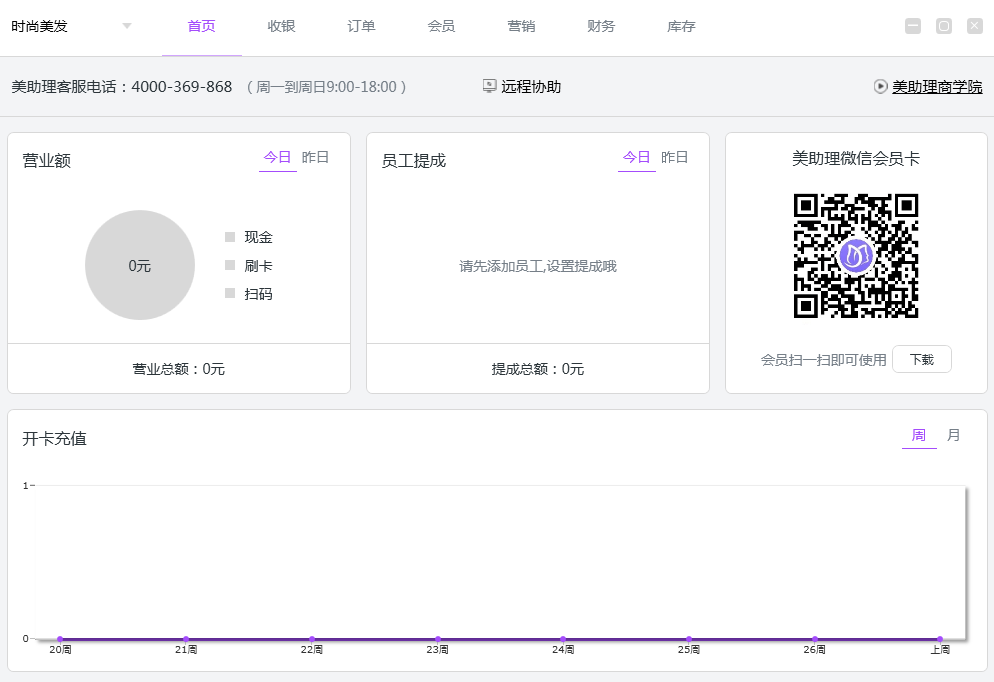 时尚美发 首页 收银 订单 会员 营销 财务 库存
美助理客服电话：4000-369-868 （周一到周日9:00-18:00） 远程协助 美助理商学院
营业额 今日 昨日
0元
现金
刷卡
扫码
营业总额：0元
员工提成 今日 昨日
请先添加员工,设置提成哦
提成总额：0元
美助理微信会员卡
会员扫一扫即可使用 下载
开卡充值 周 月
1
0
20周 21周 22周 23周 24周 25周 26周 上周